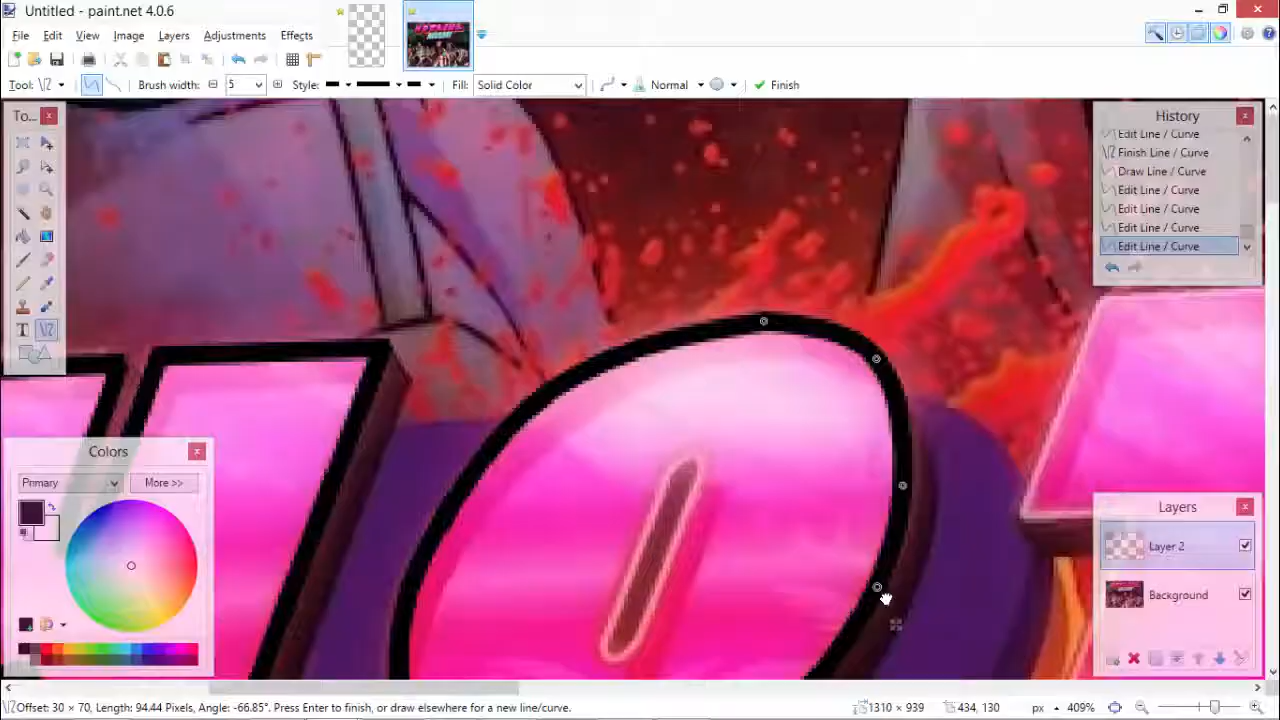 Untitled - paint.net 4.0.6
File Edit View Image Layers Adjustments Effects
Tool: Brush width: 5 Style: Fill: Solid Color Normal Finish
To...
History
Edit Line / Curve
Finish Line / Curve
Draw Line / Curve
Edit Line / Curve
Edit Line / Curve
Edit Line / Curve
Edit Line / Curve
Colors
Primary More >>
Layers
Layer 2
Background
Offset: 30 × 70, Length: 94.44 Pixels, Angle: -66.85°. Press Enter to finish, or draw elsewhere for a new line/curve. 1310 × 939 434, 130 px 409%